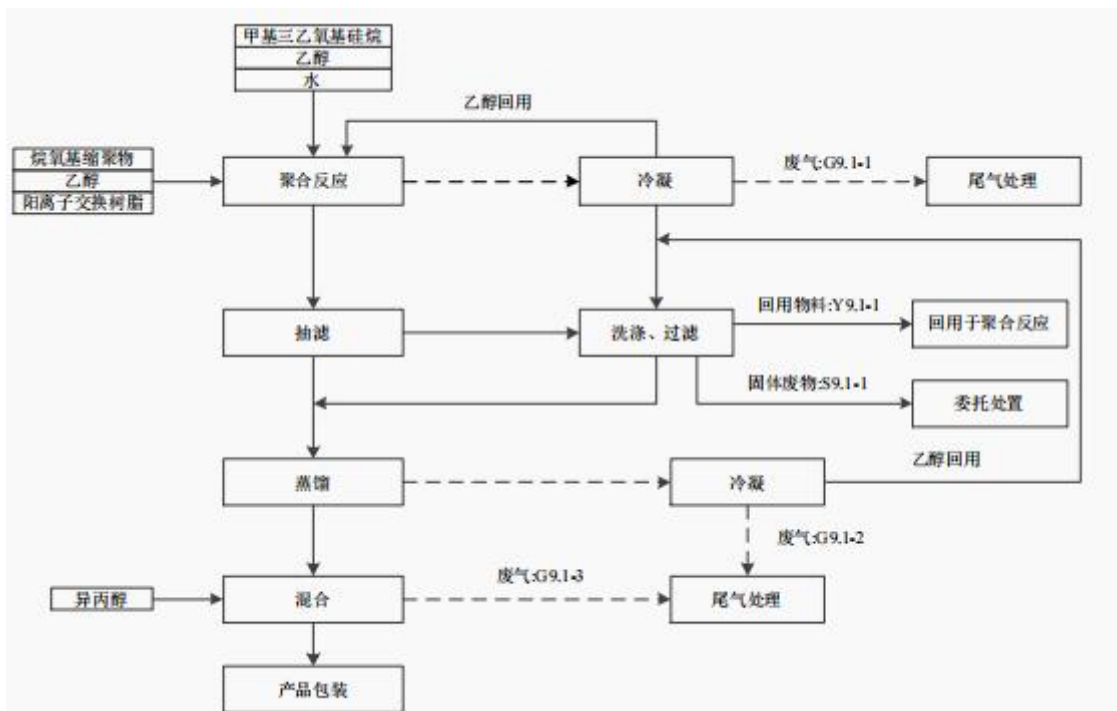 甲基三乙氧基硅烷
乙醇
水
乙醇回用
烷氧基缩聚物
乙醇
阳离子交换树脂
聚合反应
冷凝
废气:G9.1-1
尾气处理
抽滤
洗涤、过滤
回用物料:Y9.1-1
回用于聚合反应
固体废物:S9.1-1
委托处置
乙醇回用
蒸馏
冷凝
废气:G9.1-2
异丙醇
混合
废气:G9.1-3
尾气处理
产品包装